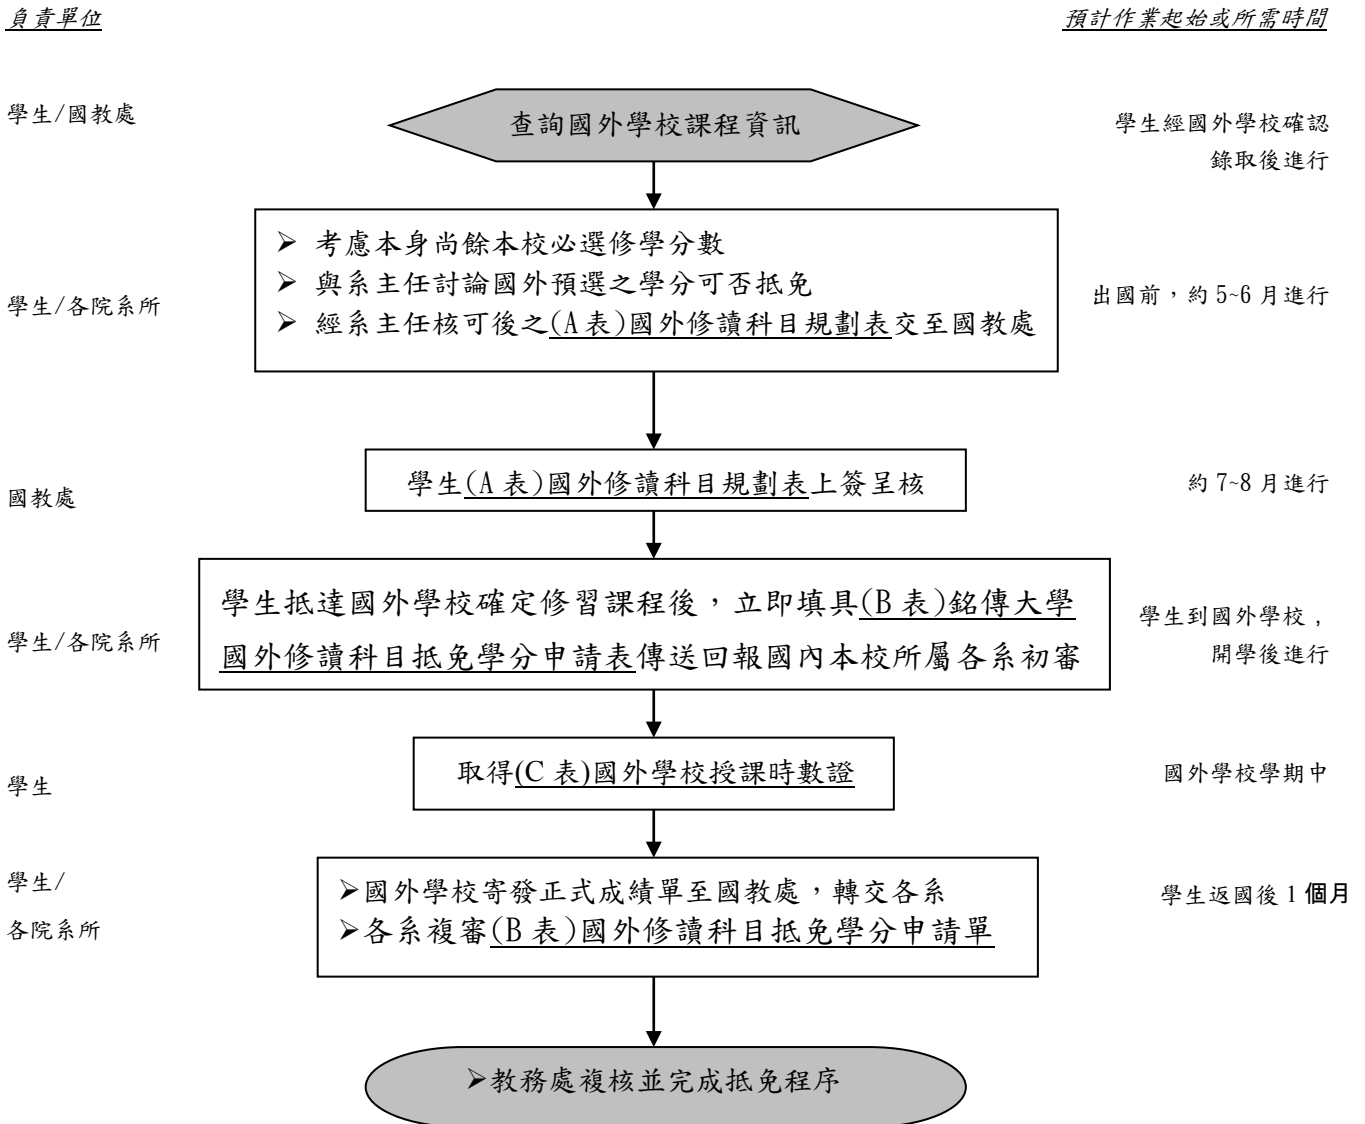 負責單位
預計作業起始或所需時間
學生/國教處
查詢國外學校課程資訊
學生經國外學校確認
錄取後進行
➢ 考慮本身尚餘本校必選修學分數
➢ 與系主任討論國外預選之學分可否抵免
➢ 經系主任核可後之(A表)國外修讀科目規劃表交至國教處
學生/各院系所
出國前，約 5~6 月進行
國教處
學生(A 表)國外修讀科目規劃表上簽呈核
約 7~8 月進行
學生抵達國外學校確定修習課程後，立即填具(B 表)銘傳大學
國外修讀科目抵免學分申請表傳送回報國內本校所屬各系初審
學生/各院系所
學生到國外學校,
開學後進行
學生
取得(C 表)國外學校授課時數證
國外學校學期中
學生/
各院系所
➢國外學校寄發正式成績單至國教處，轉交各系
➢各系複審(B 表)國外修讀科目抵免學分申請單
學生返國後 1 個月
➢教務處複核並完成抵免程序